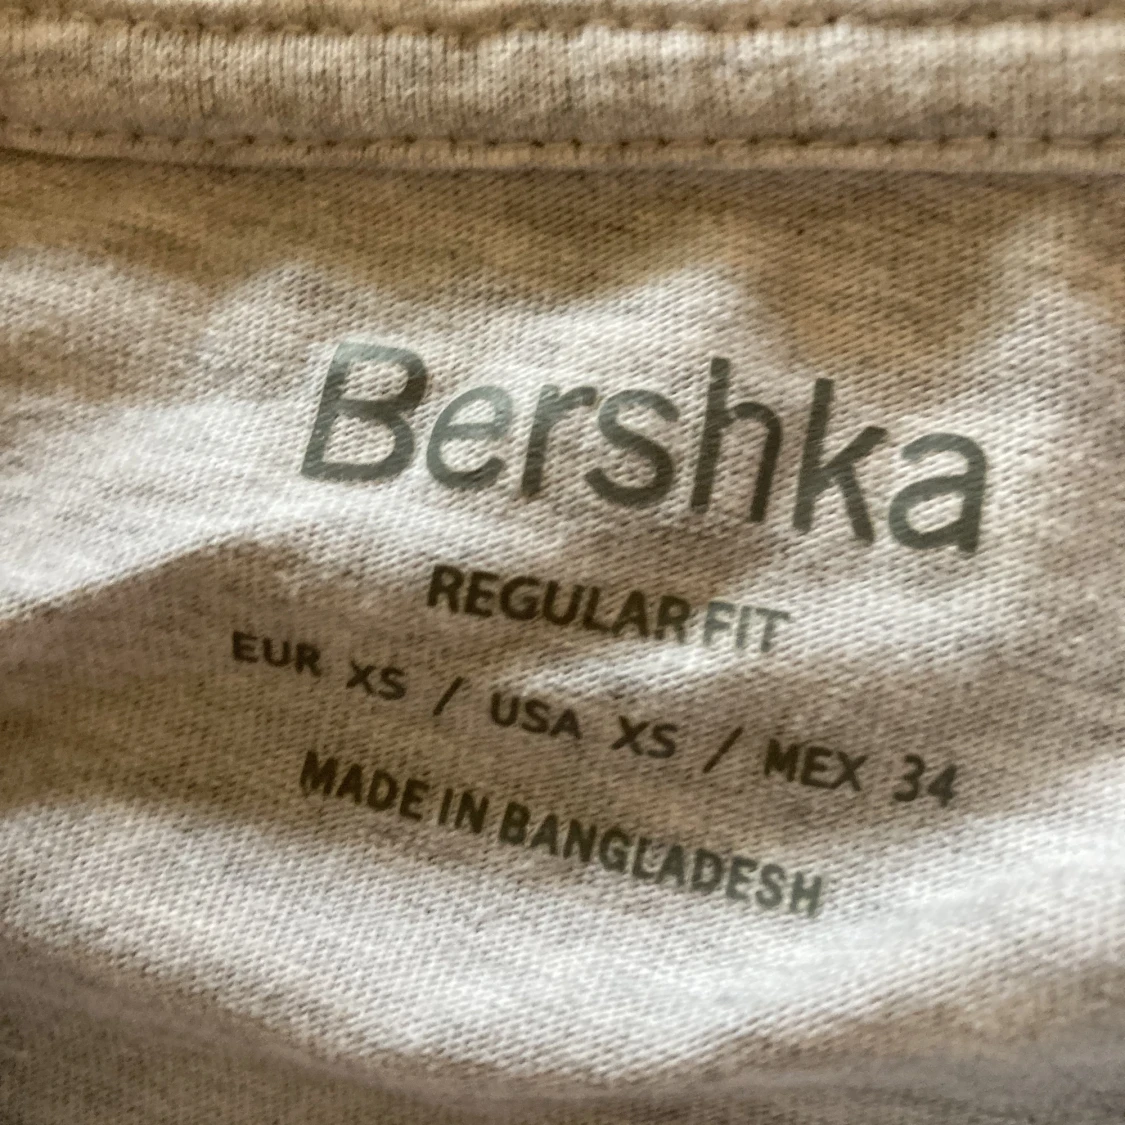 Bershka
REGULAR FIT
EUR XS / USA XS / MEX 34
MADE IN BANGLADESH